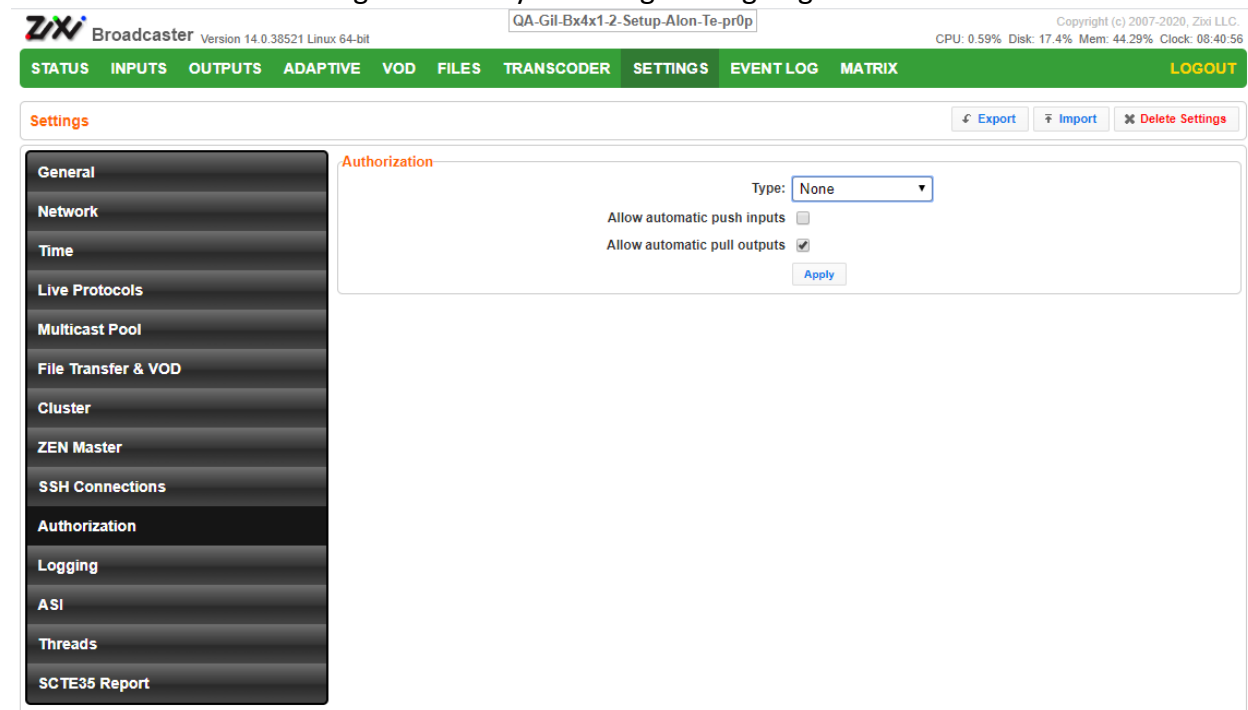 QA-Gil-Bx4x1-2-Setup-Alon-Te-pr0p
Zixi Broadcaster Version 14.0.38521 Linux 64-bit
Copyright (c) 2007-2020, Zixi LLC.
CPU: 0.59% Disk: 17.4% Mem: 44.29% Clock: 08:40:56
STATUS INPUTS OUTPUTS ADAPTIVE VOD FILES TRANSCODER SETTINGS EVENT LOG MATRIX LOGOUT
Settings Export Import Delete Settings
General
Network
Time
Live Protocols
Multicast Pool
File Transfer & VOD
Cluster
ZEN Master
SSH Connections
Authorization
Logging
ASI
Threads
SCTE35 Report
Authorization
Type: None
Allow automatic push inputs
Allow automatic pull outputs
Apply